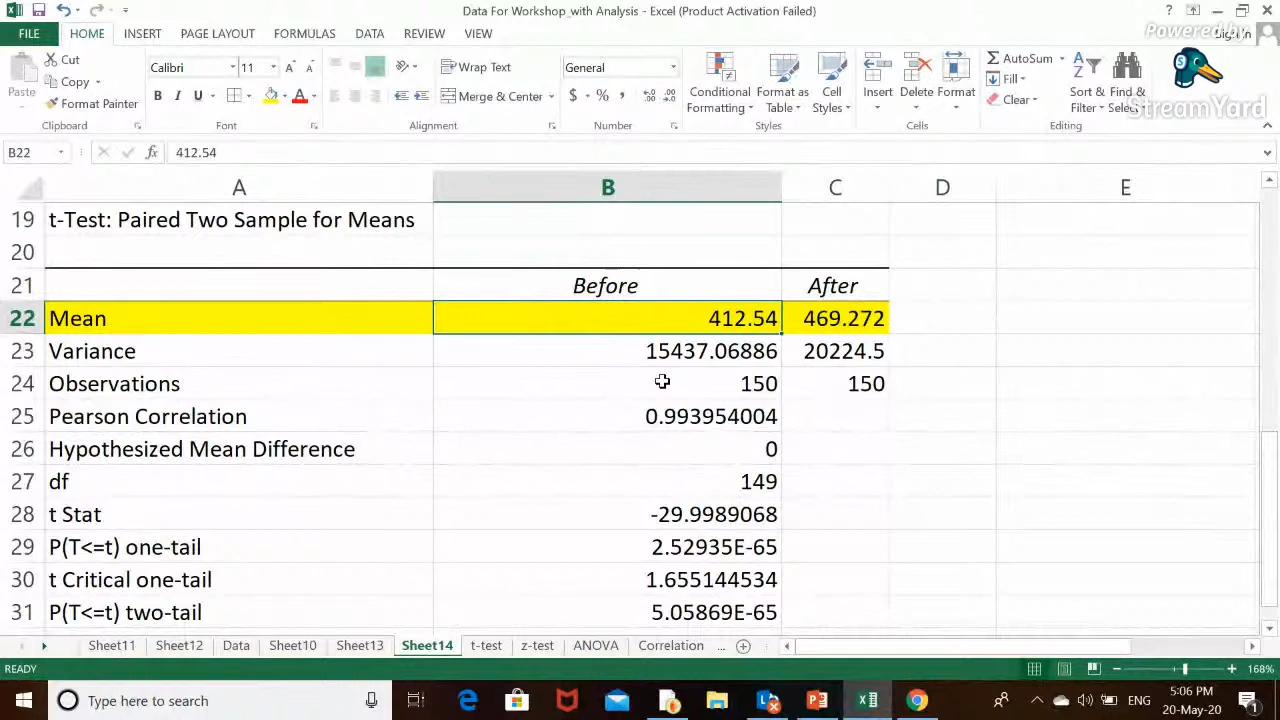 Data For Workshop_with Analysis - Excel (Product Activation Failed)
Powered by
FILE HOME INSERT PAGE LAYOUT FORMULAS DATA REVIEW VIEW
Paste Cut Copy Format Painter
Calibri 11
B I U A
Wrap Text
Merge & Center
General
$ % ,
Conditional Formatting
Format as Table
Cell Styles
Insert Delete Format
AutoSum Fill Clear
Sort & Filter
Find & Select
StreamYard
Clipboard Font Alignment Number Styles Cells Editing
B22 fx 412.54
A B C D E
19 t-Test: Paired Two Sample for Means
20
21 Before After
22 Mean 412.54 469.272
23 Variance 15437.06886 20224.5
24 Observations 150 150
25 Pearson Correlation 0.993954004
26 Hypothesized Mean Difference 0
27 df 149
28 t Stat -29.9989068
29 P(T<=t) one-tail 2.52935E-65
30 t Critical one-tail 1.655144534
31 P(T<=t) two-tail 5.05869E-65
Sheet11 Sheet12 Data Sheet10 Sheet13 Sheet14 t-test z-test ANOVA Correlation ...
READY 168%
Type here to search
ENG
5:06 PM
20-May-20
1